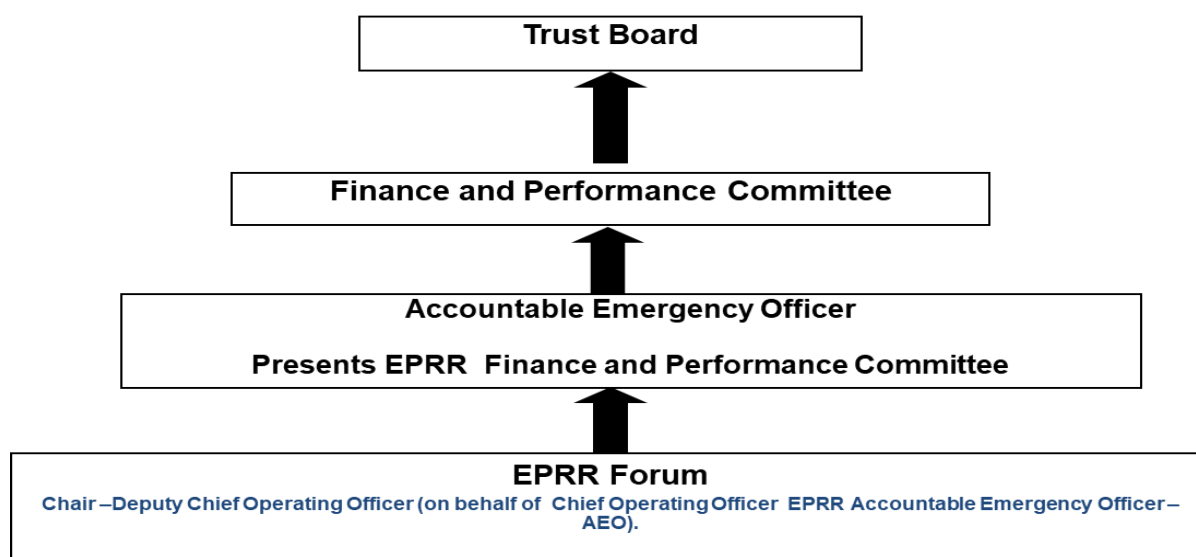 Trust Board
Finance and Performance Committee
Accountable Emergency Officer
Presents EPRR Finance and Performance Committee
EPRR Forum
Chair –Deputy Chief Operating Officer (on behalf of Chief Operating Officer EPRR Accountable Emergency Officer –
AEO).